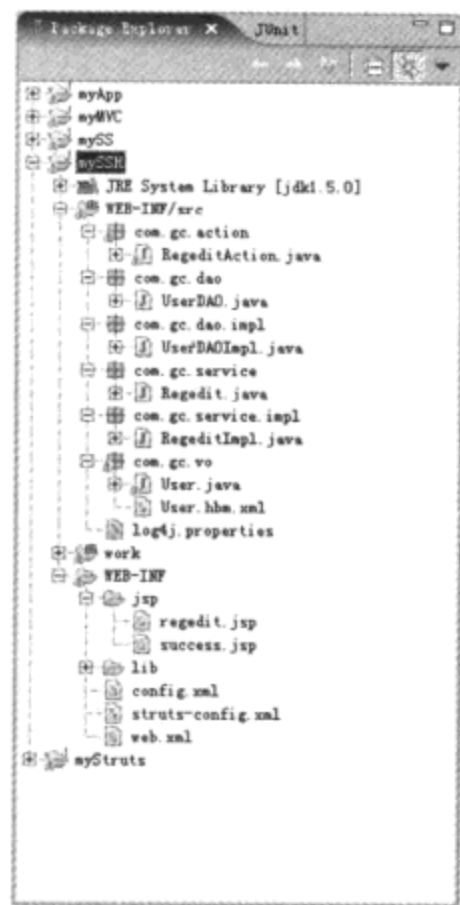 Package Explorer JUnit
myApp
myMVC
mySS
mySSH
JRE System Library [jdk1.5.0]
WEB-INF/src
com.gc.action
RegeditAction.java
com.gc.dao
UserDAO.java
com.gc.dao.impl
UserDAOImpl.java
com.gc.service
Regedit.java
com.gc.service.impl
RegeditImpl.java
com.gc.vo
User.java
User.hbm.xml
log4j.properties
work
WEB-INF
jsp
regedit.jsp
success.jsp
lib
config.xml
struts-config.xml
web.xml
myStruts